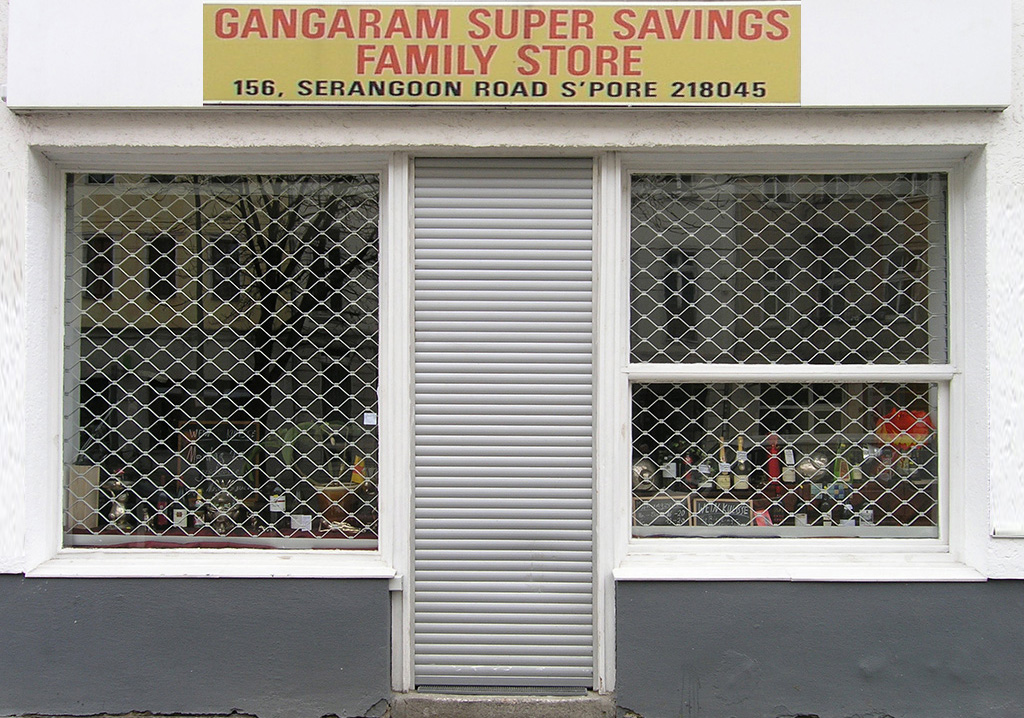 GANGARAM SUPER SAVINGS
FAMILY STORE
156, SERANGOON ROAD S'PORE 218045